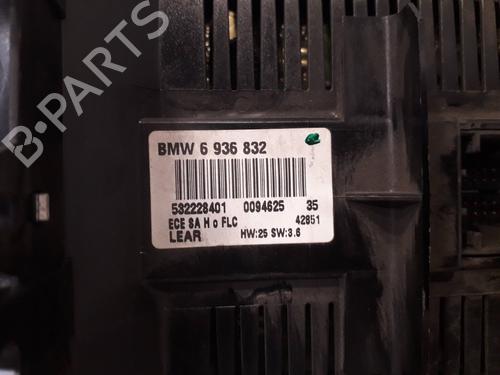 BMW 6 936 832
532228401 0094625 35
ECE SA H o FLC 42851
LEAR HW:25 SW:3.6
B-PARTS